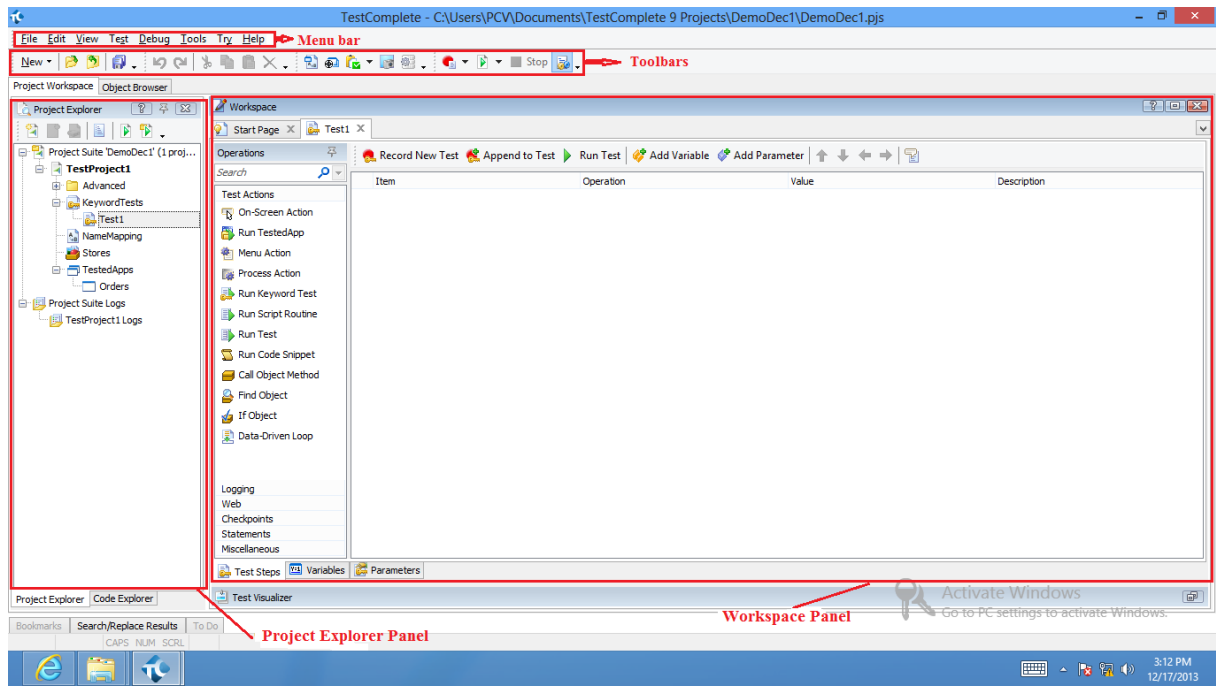 TestComplete - C:\Users\PCV\Documents\TestComplete 9 Projects\DemoDec1\DemoDec1.pjs
File Edit View Test Debug Tools Try Help Menu bar
New Stop Toolbars
Project Workspace Object Browser
Project Explorer
Project Suite 'DemoDec1' (1 proj...
TestProject1
Advanced
KeywordTests
Test1
NameMapping
Stores
TestedApps
Orders
Project Suite Logs
TestProject1 Logs
Project Explorer Code Explorer
Workspace
Start Page Test1
Operations
Search
Test Actions
On-Screen Action
Run TestedApp
Menu Action
Process Action
Run Keyword Test
Run Script Routine
Run Test
Run Code Snippet
Call Object Method
Find Object
If Object
Data-Driven Loop
Logging
Web
Checkpoints
Statements
Miscellaneous
Record New Test Append to Test Run Test Add Variable Add Parameter
Item Operation Value Description
Test Steps Variables Parameters
Test Visualizer
Activate Windows
Go to PC settings to activate Windows.
Workspace Panel
Project Explorer Panel
Bookmarks Search/Replace Results To Do
CAPS NUM SCRL
3:12 PM
12/17/2013